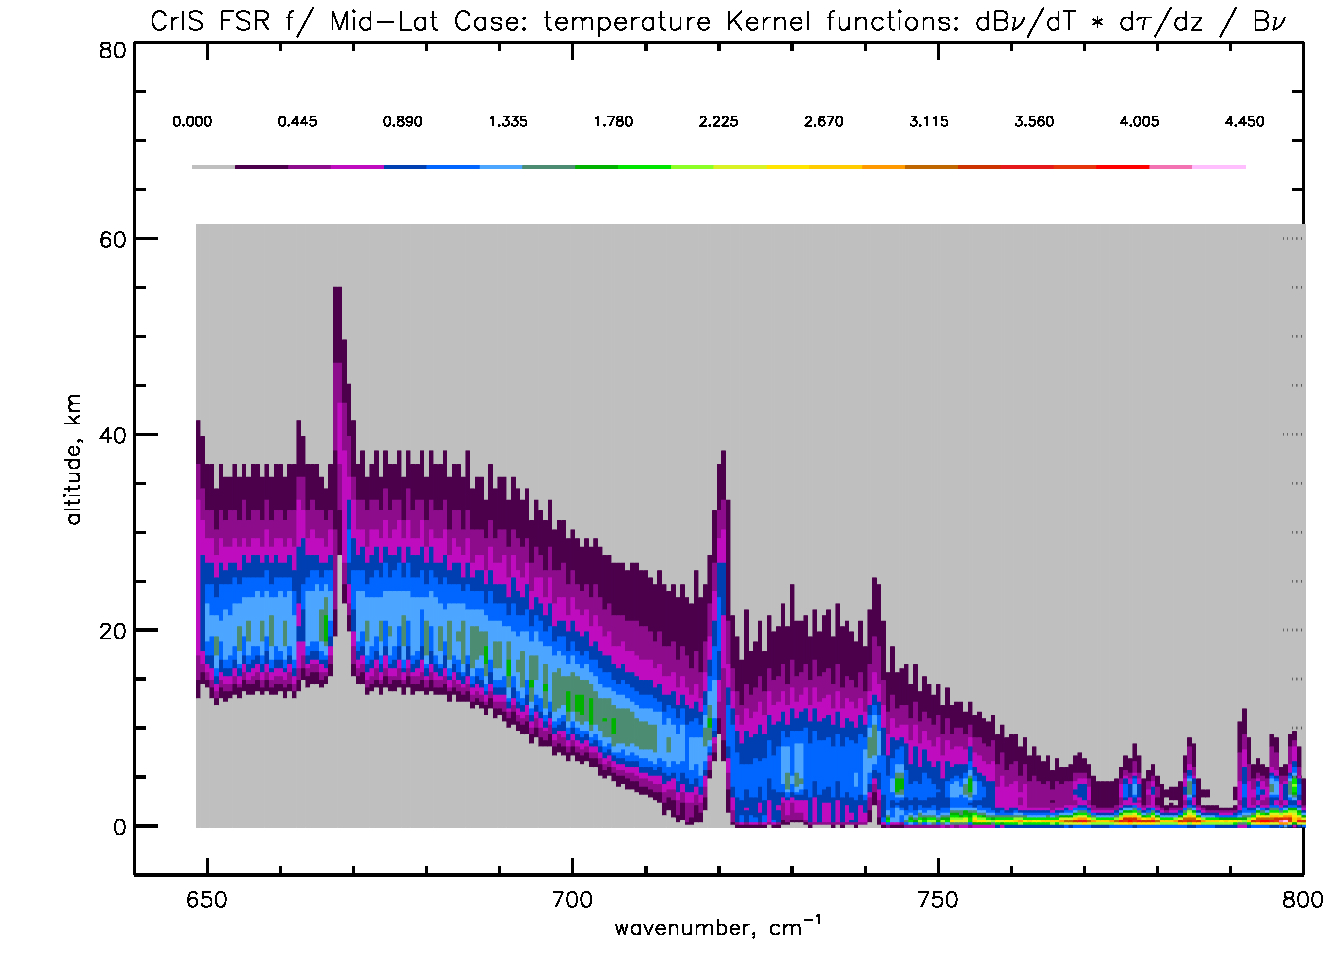 CrIS FSR f/ Mid-Lat Case: temperature Kernel functions: dBν/dT * dτ/dz / Bν
80
0.000 0.445 0.890 1.335 1.780 2.225 2.670 3.115 3.560 4.005 4.450
60
40
20
0
altitude, km
650 700 750 800
wavenumber, cm⁻¹